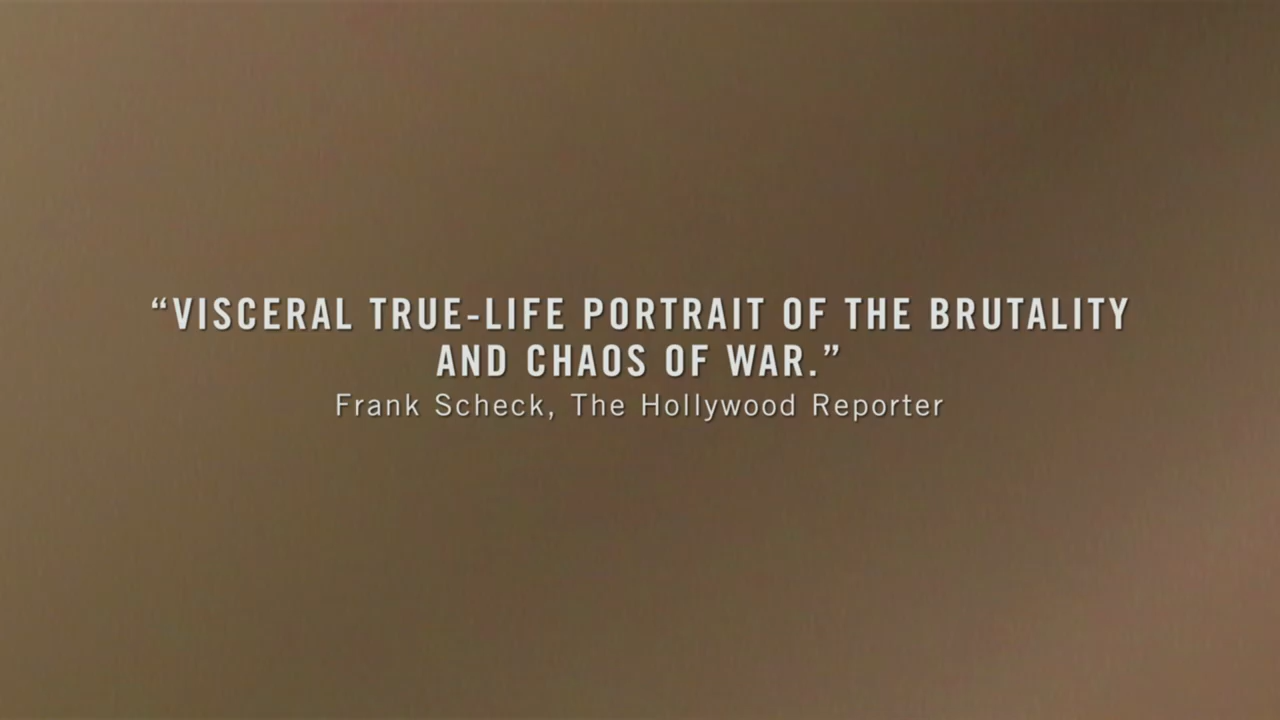 “VISCERAL TRUE-LIFE PORTRAIT OF THE BRUTALITY
AND CHAOS OF WAR.”
Frank Scheck, The Hollywood Reporter